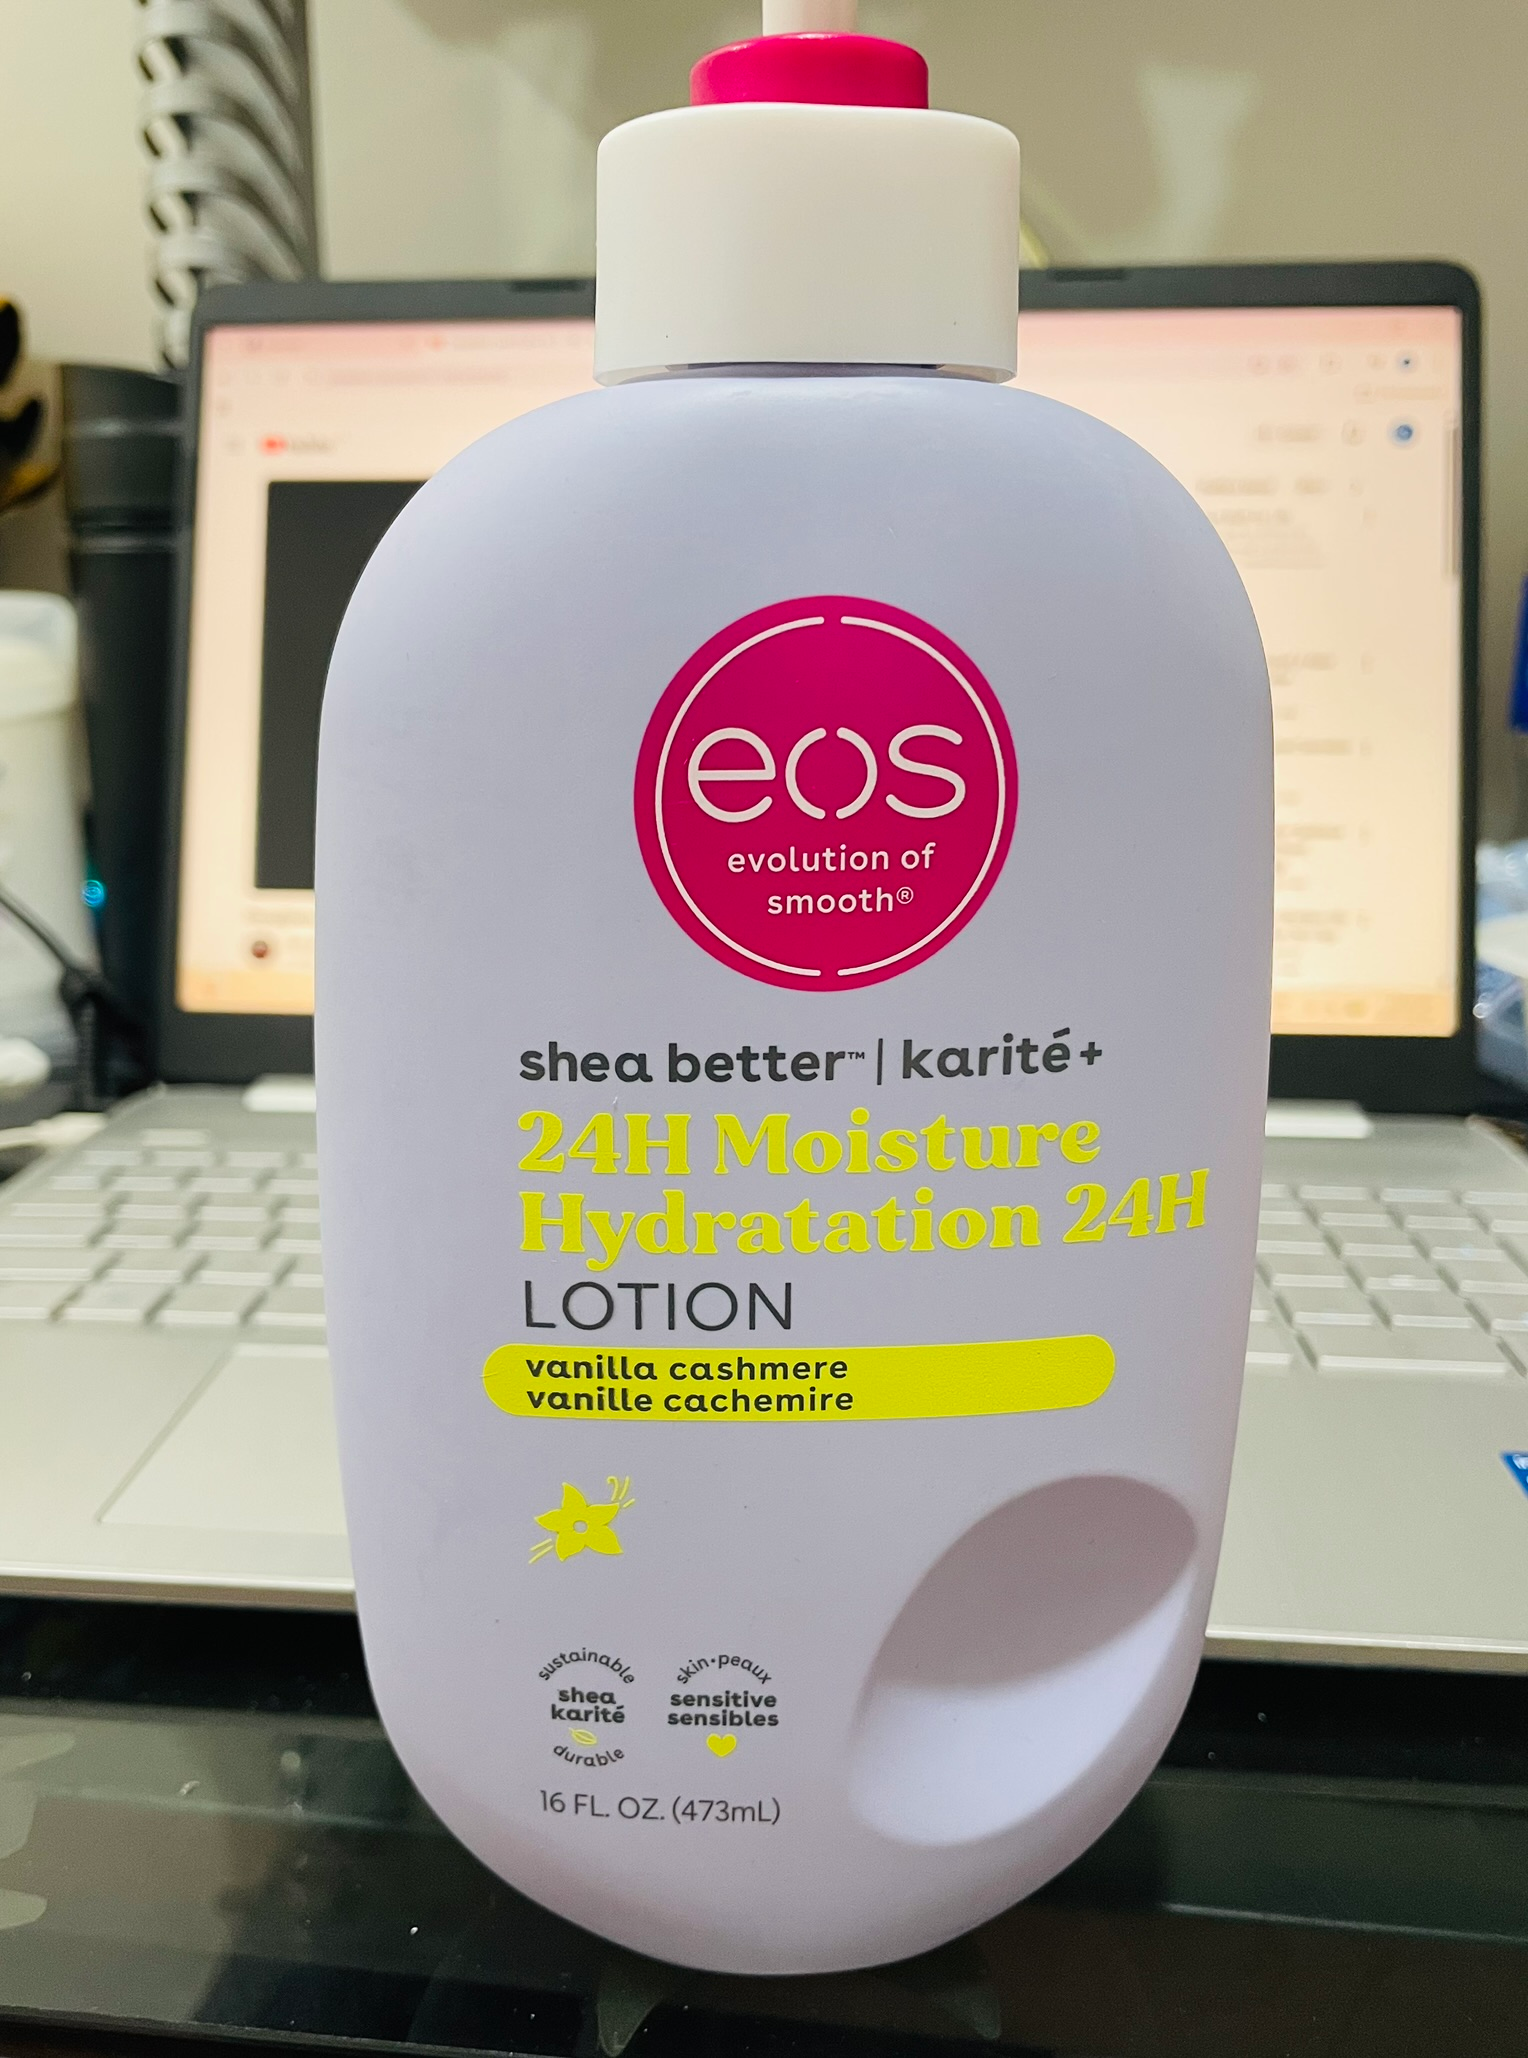 eos
evolution of
smooth®
shea better™ | karité+
24H Moisture
Hydratation 24H
LOTION
vanilla cashmere
vanille cachemire
sustainable
shea
karité
durable
skin•peaux
sensitive
sensibles
16 FL. OZ. (473mL)